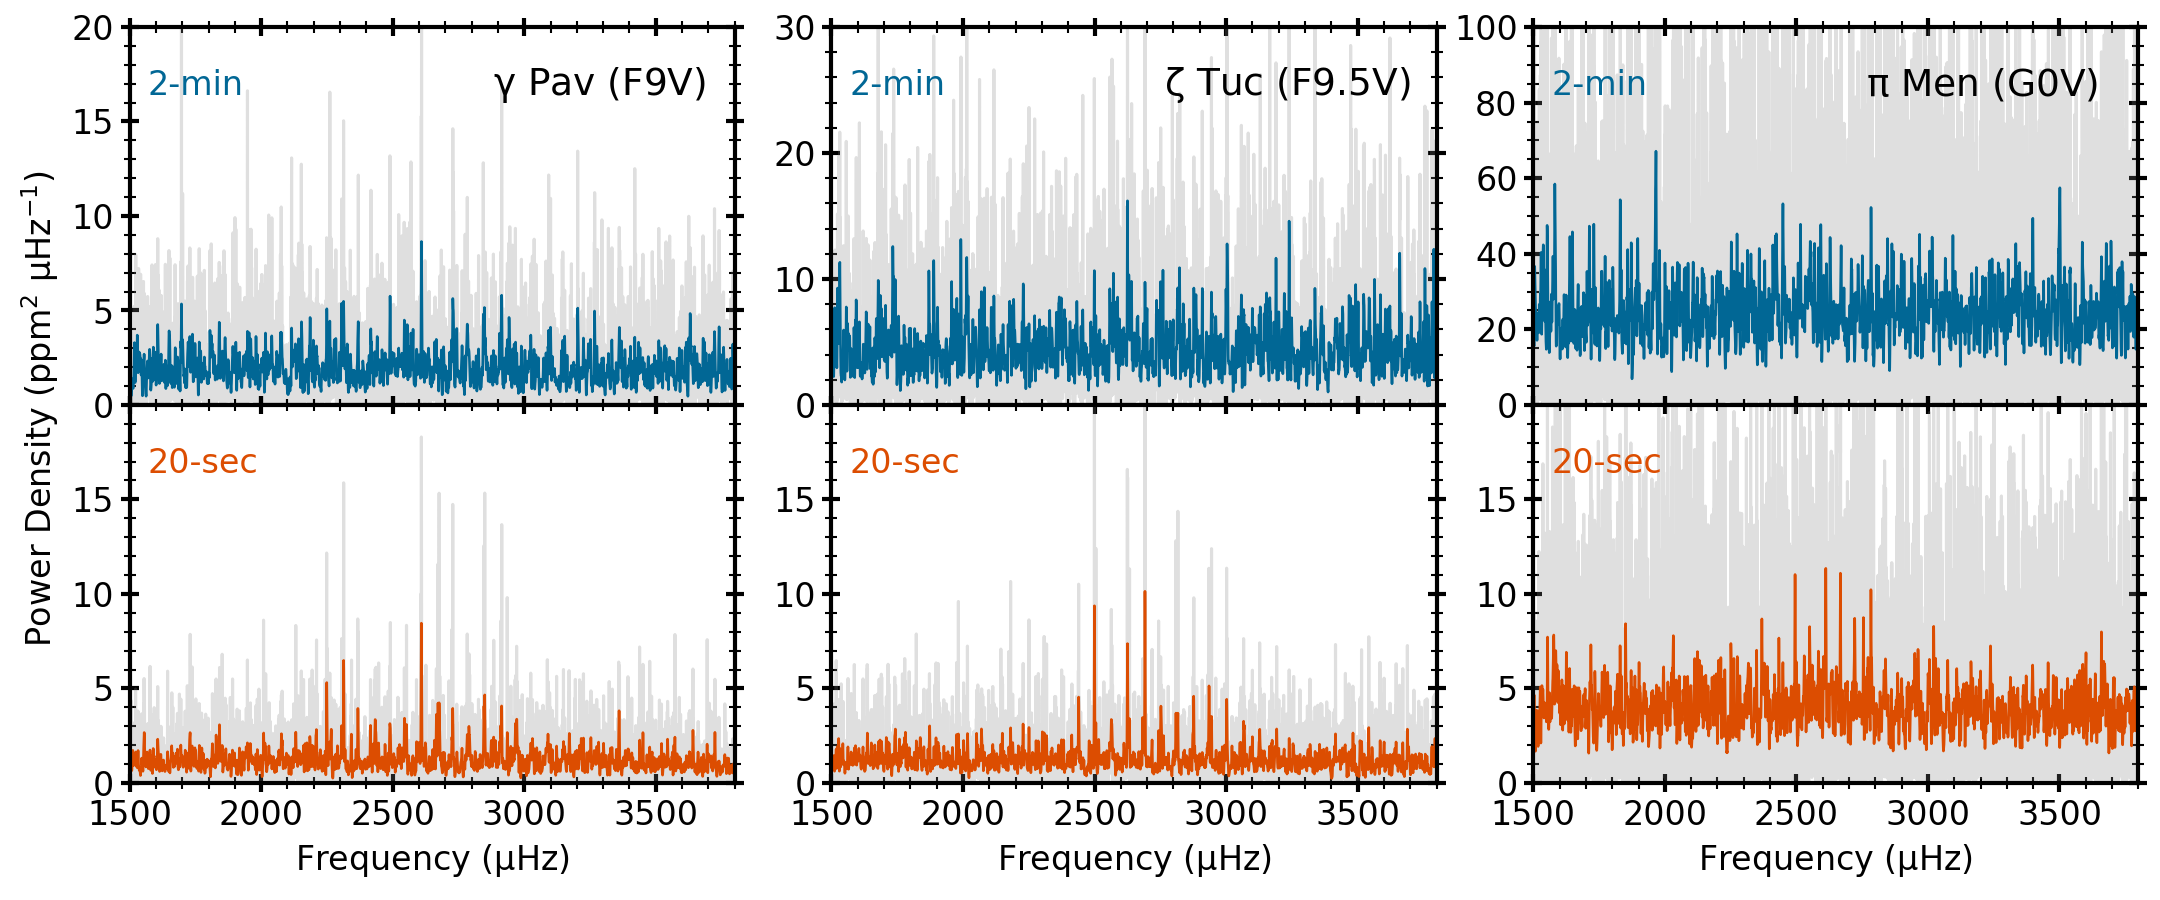 Power Density (ppm² µHz⁻¹)
20
15
10
5
0
2-min
γ Pav (F9V)
30
20
10
0
2-min
ζ Tuc (F9.5V)
100
80
60
40
20
0
2-min
π Men (G0V)
15
10
5
0
20-sec
1500 2000 2500 3000 3500
Frequency (µHz)
15
10
5
0
20-sec
1500 2000 2500 3000 3500
Frequency (µHz)
15
10
5
0
20-sec
1500 2000 2500 3000 3500
Frequency (µHz)